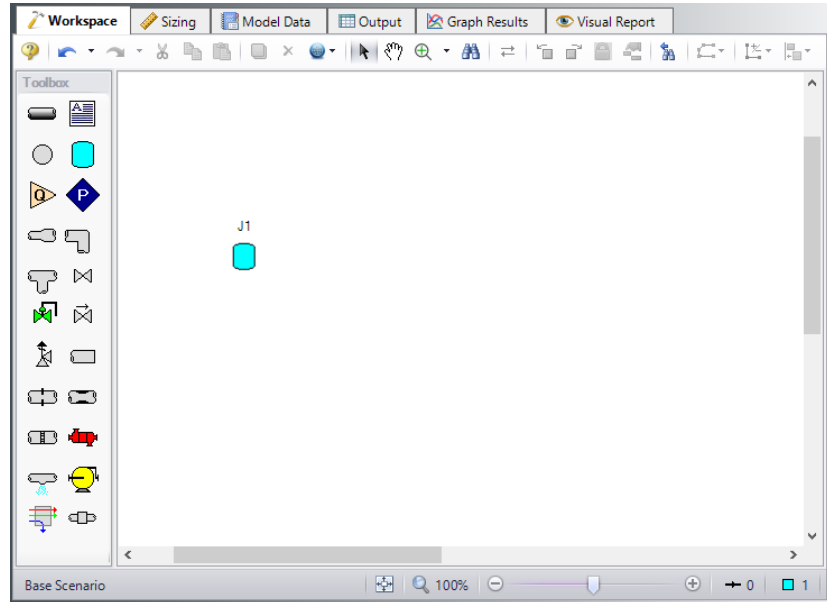 Workspace Sizing Model Data Output Graph Results Visual Report
Toolbox
A
Q P
J1
Base Scenario 100% 0 1